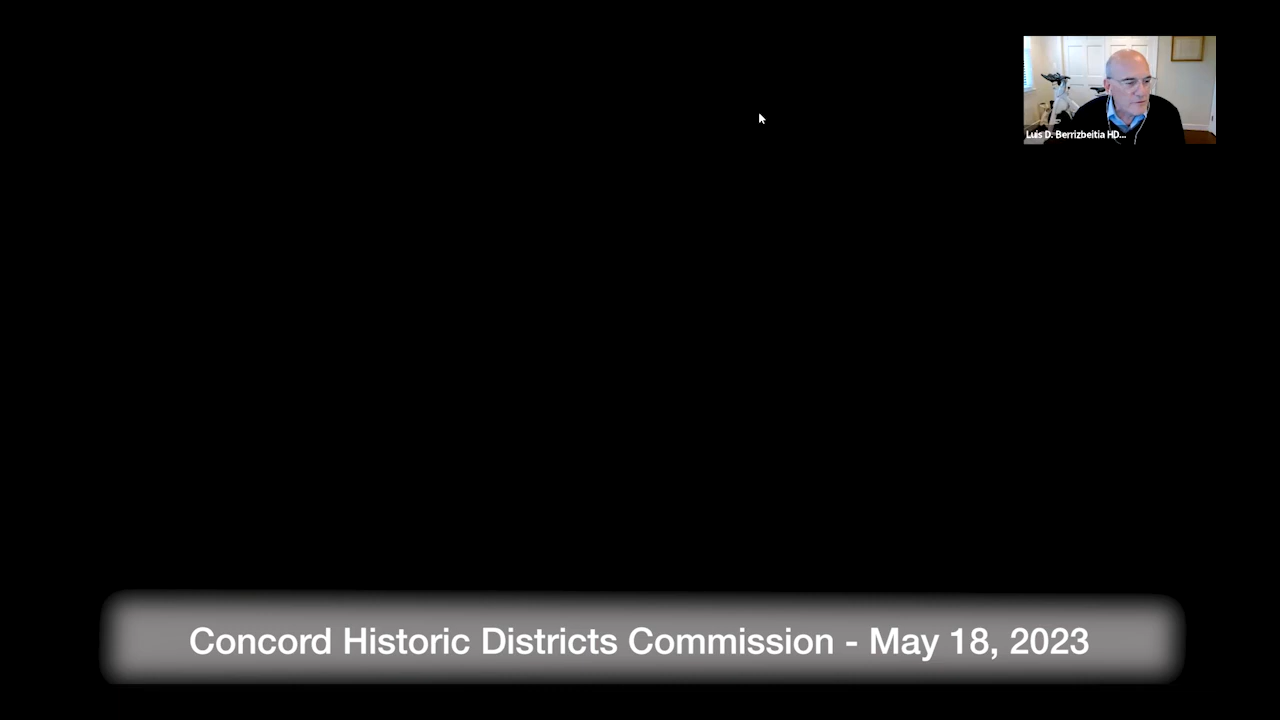 Luis D. Berrizbeitia HD...
Concord Historic Districts Commission - May 18, 2023